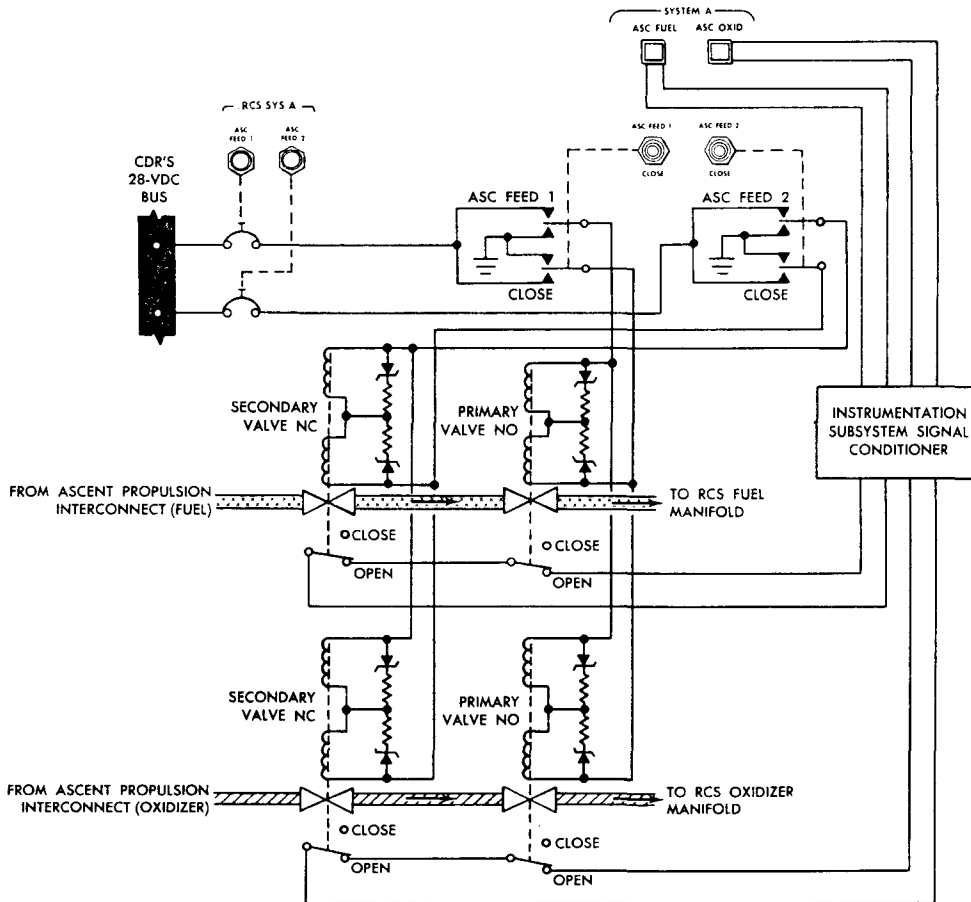 SYSTEM A
ASC FUEL
ASC OXID
RCS SYS A
ASC
FEED 1
ASC
FEED 2
ASC FEED 1
ASC FEED 2
CLOSE
CLOSE
CDR'S
28-VDC
BUS
ASC FEED 1
ASC FEED 2
CLOSE
CLOSE
SECONDARY
VALVE NC
PRIMARY
VALVE NO
INSTRUMENTATION
SUBSYSTEM SIGNAL
CONDITIONER
FROM ASCENT PROPULSION
INTERCONNECT (FUEL)
TO RCS FUEL
MANIFOLD
CLOSE
CLOSE
OPEN
OPEN
SECONDARY
VALVE NC
PRIMARY
VALVE NO
FROM ASCENT PROPULSION
INTERCONNECT (OXIDIZER)
TO RCS OXIDIZER
MANIFOLD
CLOSE
CLOSE
OPEN
OPEN